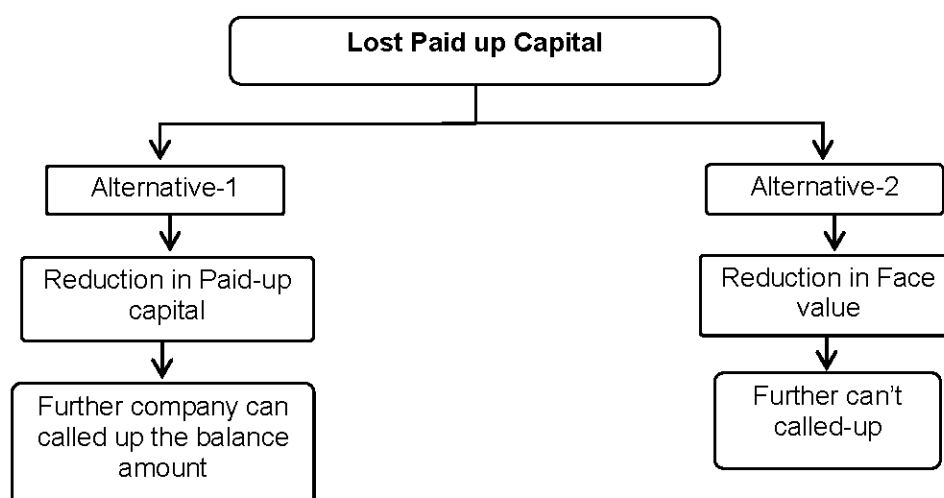 Lost Paid up Capital
Alternative-1
Alternative-2
Reduction in Paid-up
capital
Reduction in Face
value
Further company can
called up the balance
amount
Further can't
called-up